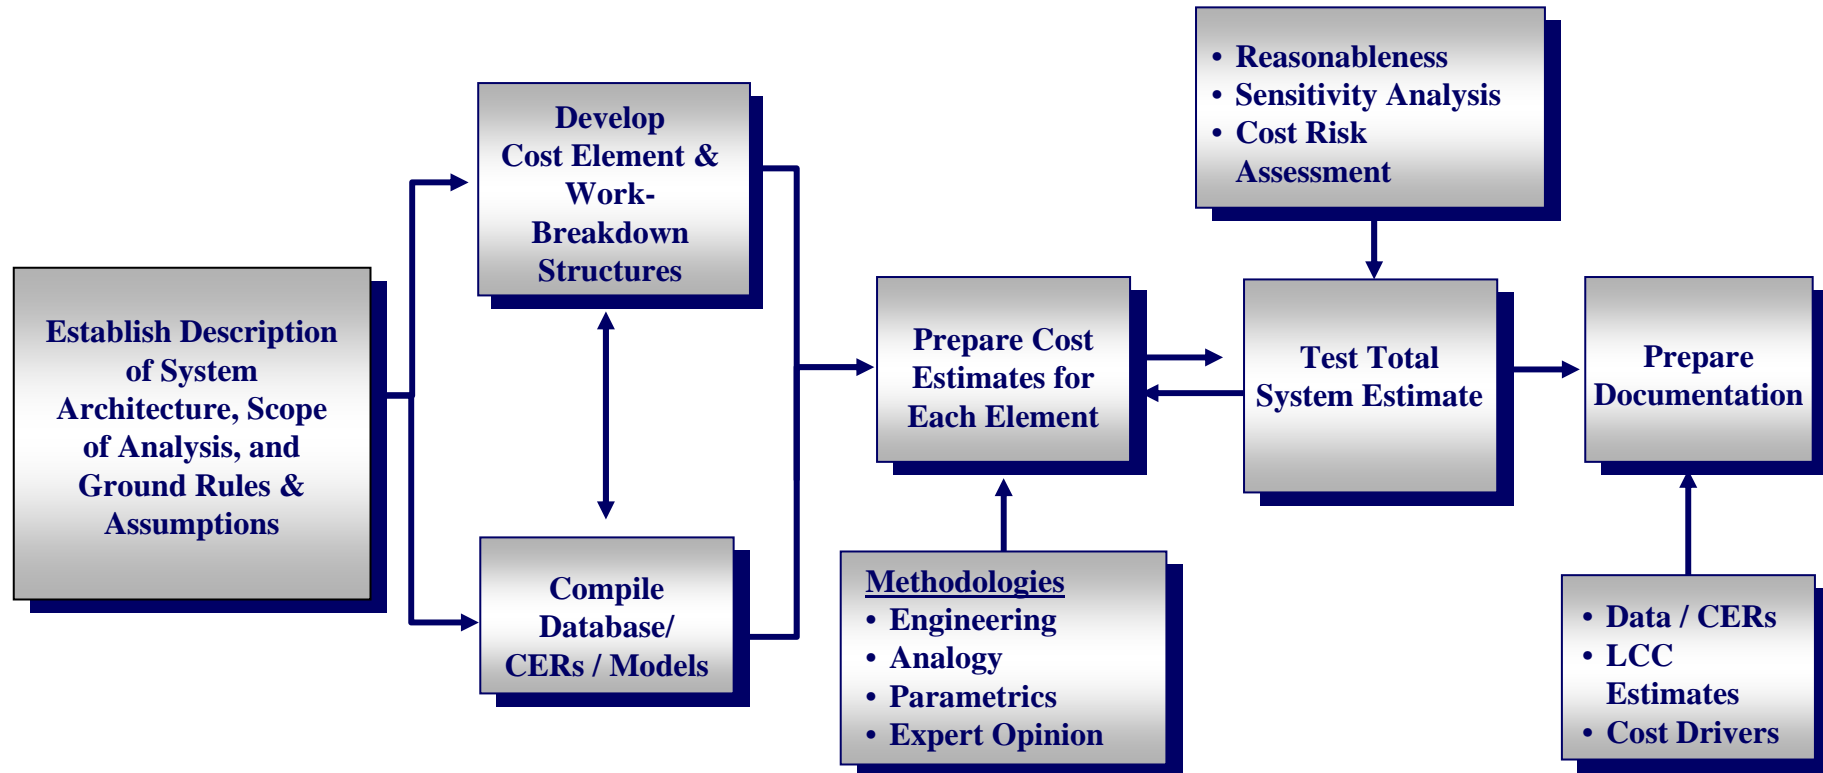 Establish Description
of System
Architecture, Scope
of Analysis, and
Ground Rules &
Assumptions
Develop
Cost Element &
Work-
Breakdown
Structures
Compile
Database/
CERs / Models
Prepare Cost
Estimates for
Each Element
Methodologies
• Engineering
• Analogy
• Parametrics
• Expert Opinion
• Reasonableness
• Sensitivity Analysis
• Cost Risk
Assessment
Test Total
System Estimate
Prepare
Documentation
• Data / CERs
• LCC
Estimates
• Cost Drivers